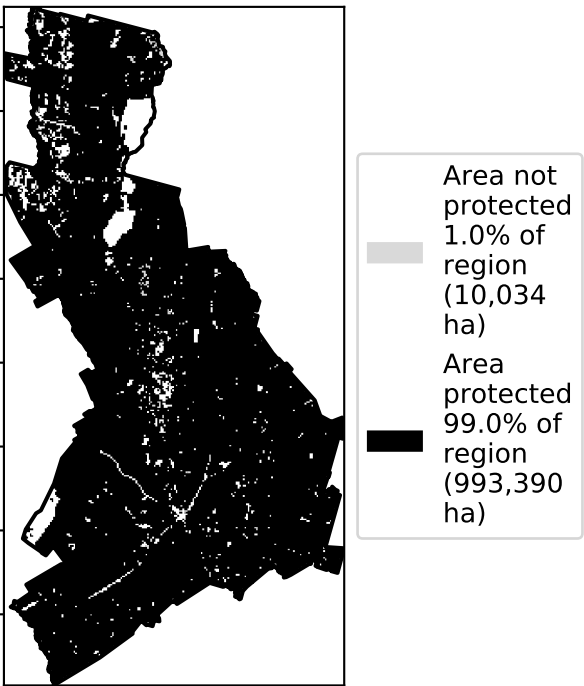 Area not
protected
1.0% of
region
(10,034
ha)
Area
protected
99.0% of
region
(993,390
ha)